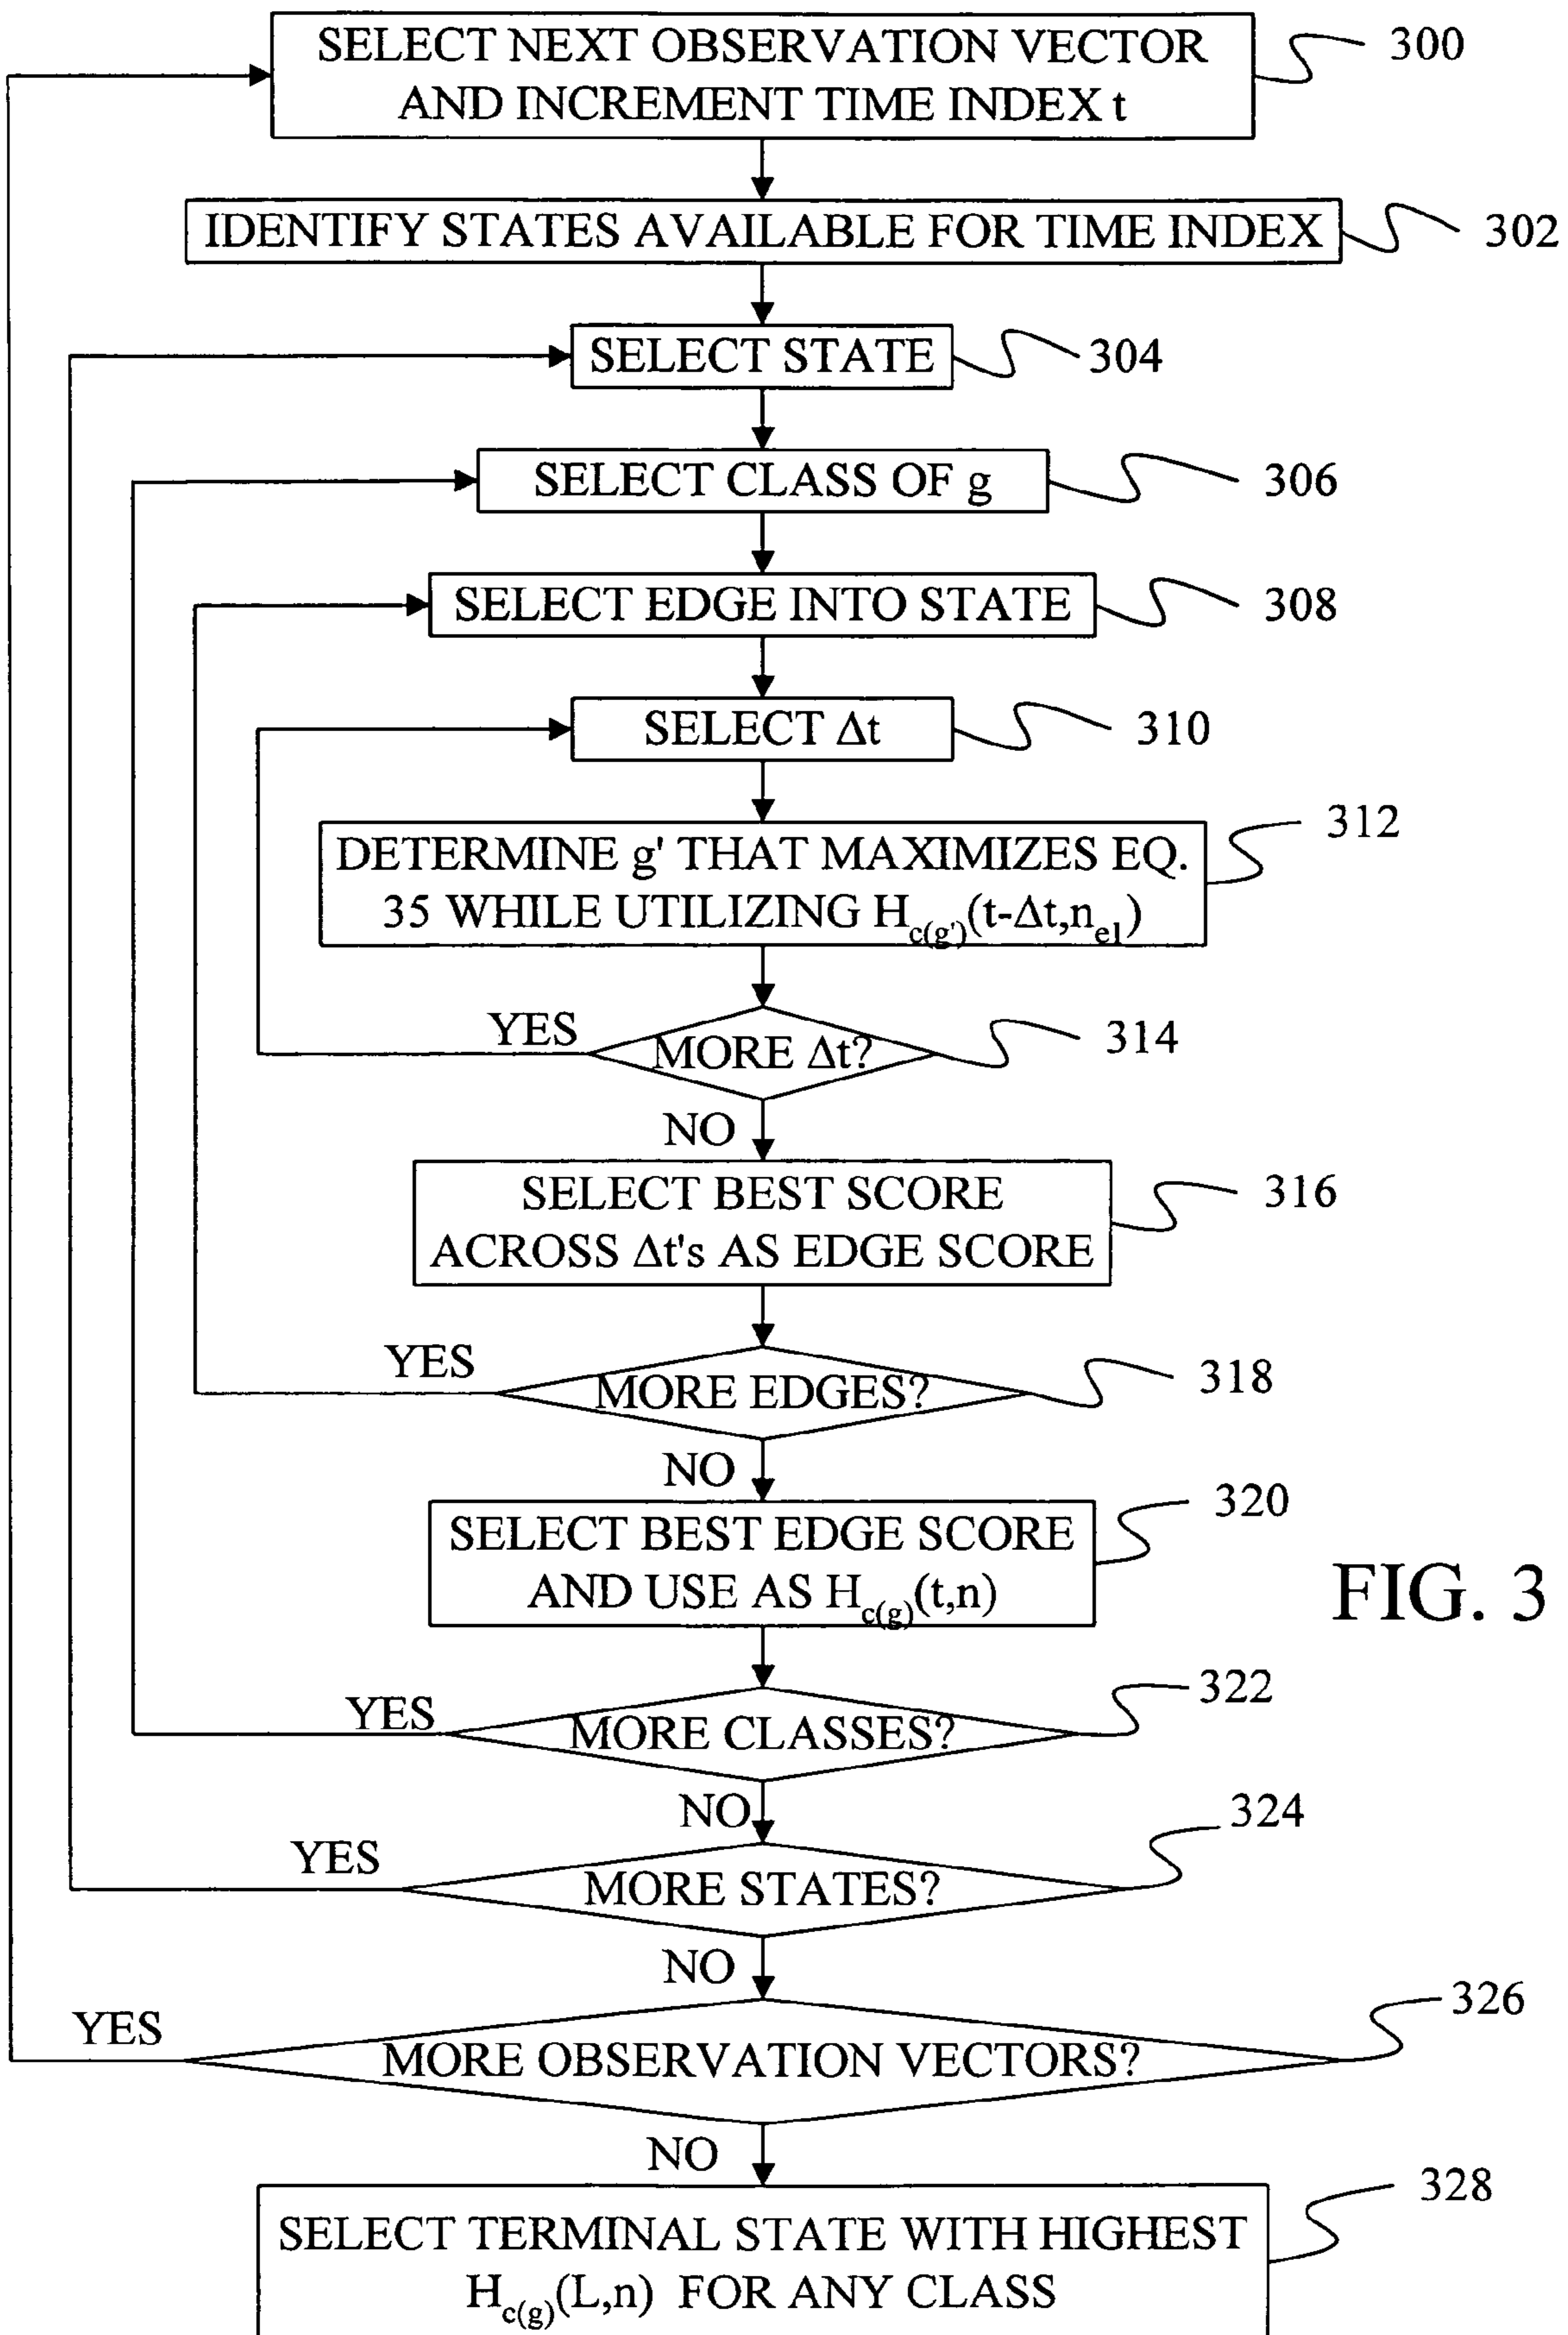 SELECT NEXT OBSERVATION VECTOR
AND INCREMENT TIME INDEX t
300
IDENTIFY STATES AVAILABLE FOR TIME INDEX
302
SELECT STATE
304
SELECT CLASS OF g
306
SELECT EDGE INTO STATE
308
SELECT Δt
310
DETERMINE g' THAT MAXIMIZES EQ.
35 WHILE UTILIZING H_c(g')(t-Δt,n_e1)
312
YES
MORE Δt?
314
NO
SELECT BEST SCORE
ACROSS Δt's AS EDGE SCORE
316
YES
MORE EDGES?
318
NO
SELECT BEST EDGE SCORE
AND USE AS H_c(g)(t,n)
320
FIG. 3
YES
MORE CLASSES?
322
NO
YES
MORE STATES?
324
NO
YES
MORE OBSERVATION VECTORS?
326
NO
SELECT TERMINAL STATE WITH HIGHEST
H_c(g)(L,n) FOR ANY CLASS
328